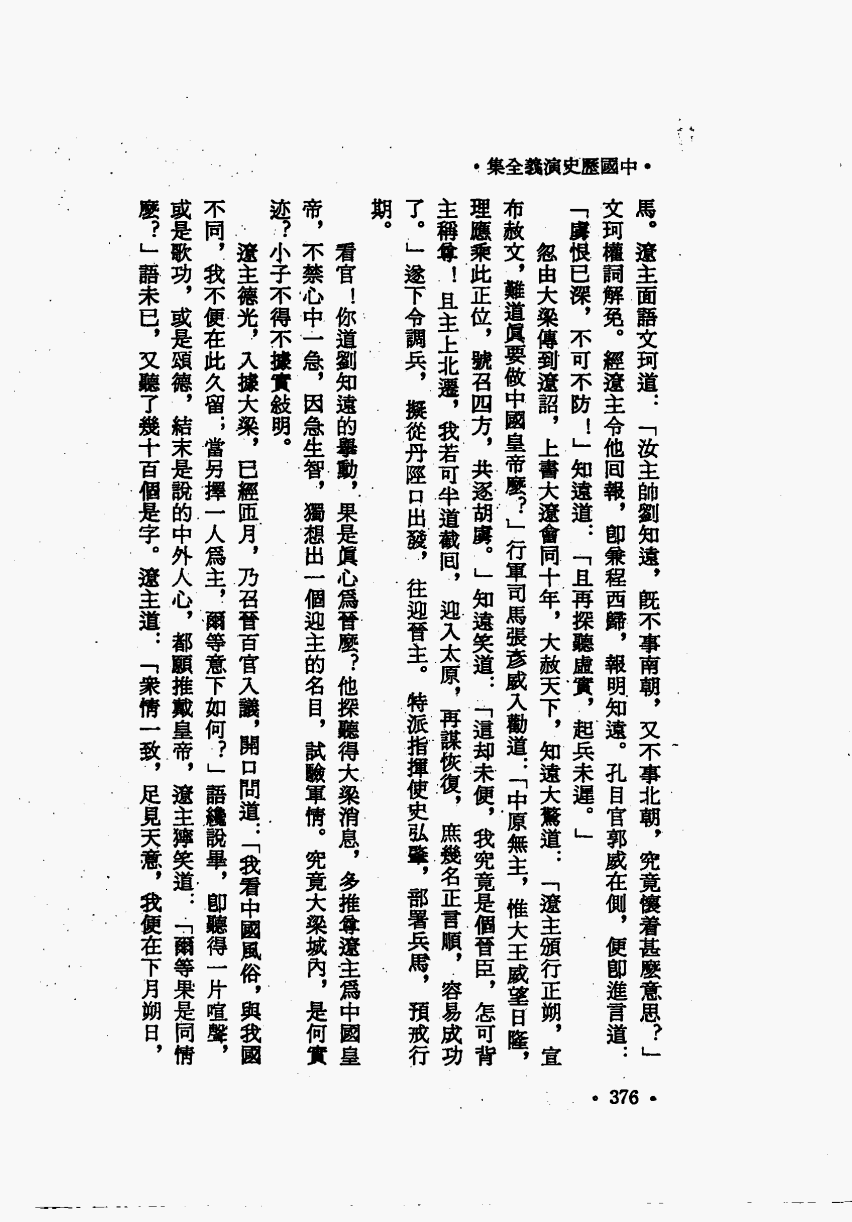 •中國歷史演義全集•
馬。遼主面語文珂道：「汝主帥劉知遠，旣不事南朝，又不事北朝，究竟懷着甚麼意思？」
文珂權詞解免。經遼主令他囘報，卽兼程西歸，報明知遠。孔目官郭威在側，便卽進言道：
「虜恨已深，不可不防！」知遠道：「且再探聽虛實，起兵未遲。」
忽由大梁傳到遼詔，上書大遼會同十年，大赦天下，知遠大驚道：「遼主頒行正朔，宣
布赦文，難道眞要做中國皇帝麼？」行軍司馬張彥威入勸道：「中原無主，惟大王威望日隆，
理應乘此正位，號召四方，共逐胡虜。」知遠笑道：「這却未便，我究竟是個晉臣，怎可背
主稱尊！且主上北遷，我若可半道截囘，迎入太原，再謀恢復，庶幾名正言順，容易成功
了。」遂下令調兵，擬從丹陘口出發，往迎晉主。特派指揮使史弘肇，部署兵馬，預戒行
期。
看官！你道劉知遠的舉動，果是眞心爲晉麼？他探聽得大梁消息，多推尊遼主爲中國皇
帝，不禁心中一急，因急生智，獨想出一個迎主的名目，試驗軍情。究竟大梁城內，是何實
迹？小子不得不據實敍明。
遼主德光，入據大梁，已經匝月，乃召晉百官入議，開口問道：「我看中國風俗，與我國
不同，我不便在此久留；當另擇一人爲主，爾等意下如何？」語纔說畢，卽聽得一片喧聲，
或是歌功，或是頌德，結末是說的中外人心，都願推戴皇帝，遼主獰笑道：「爾等果是同情
麼？」語未已，又聽了幾十百個是字。遼主道：「衆情一致，足見天意，我便在下月朔日，
•376•